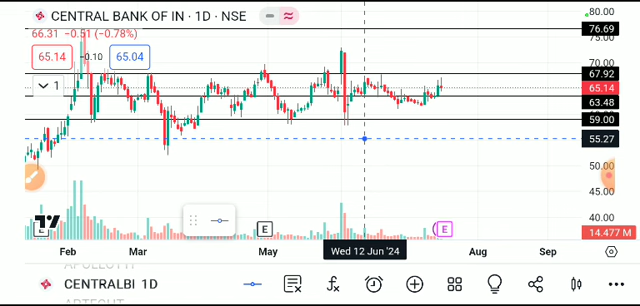 CENTRAL BANK OF IN · 1D · NSE
66.31 −0.51 (−0.78%)
65.14 −0.10 65.04
1
80.00
76.69
75.00
70.00
67.92
65.14
63.48
59.00
55.27
50.00
45.00
40.00
14.477 M
E E E
Feb Mar May Wed 12 Jun '24 Aug Sep
CENTRALBI 1D